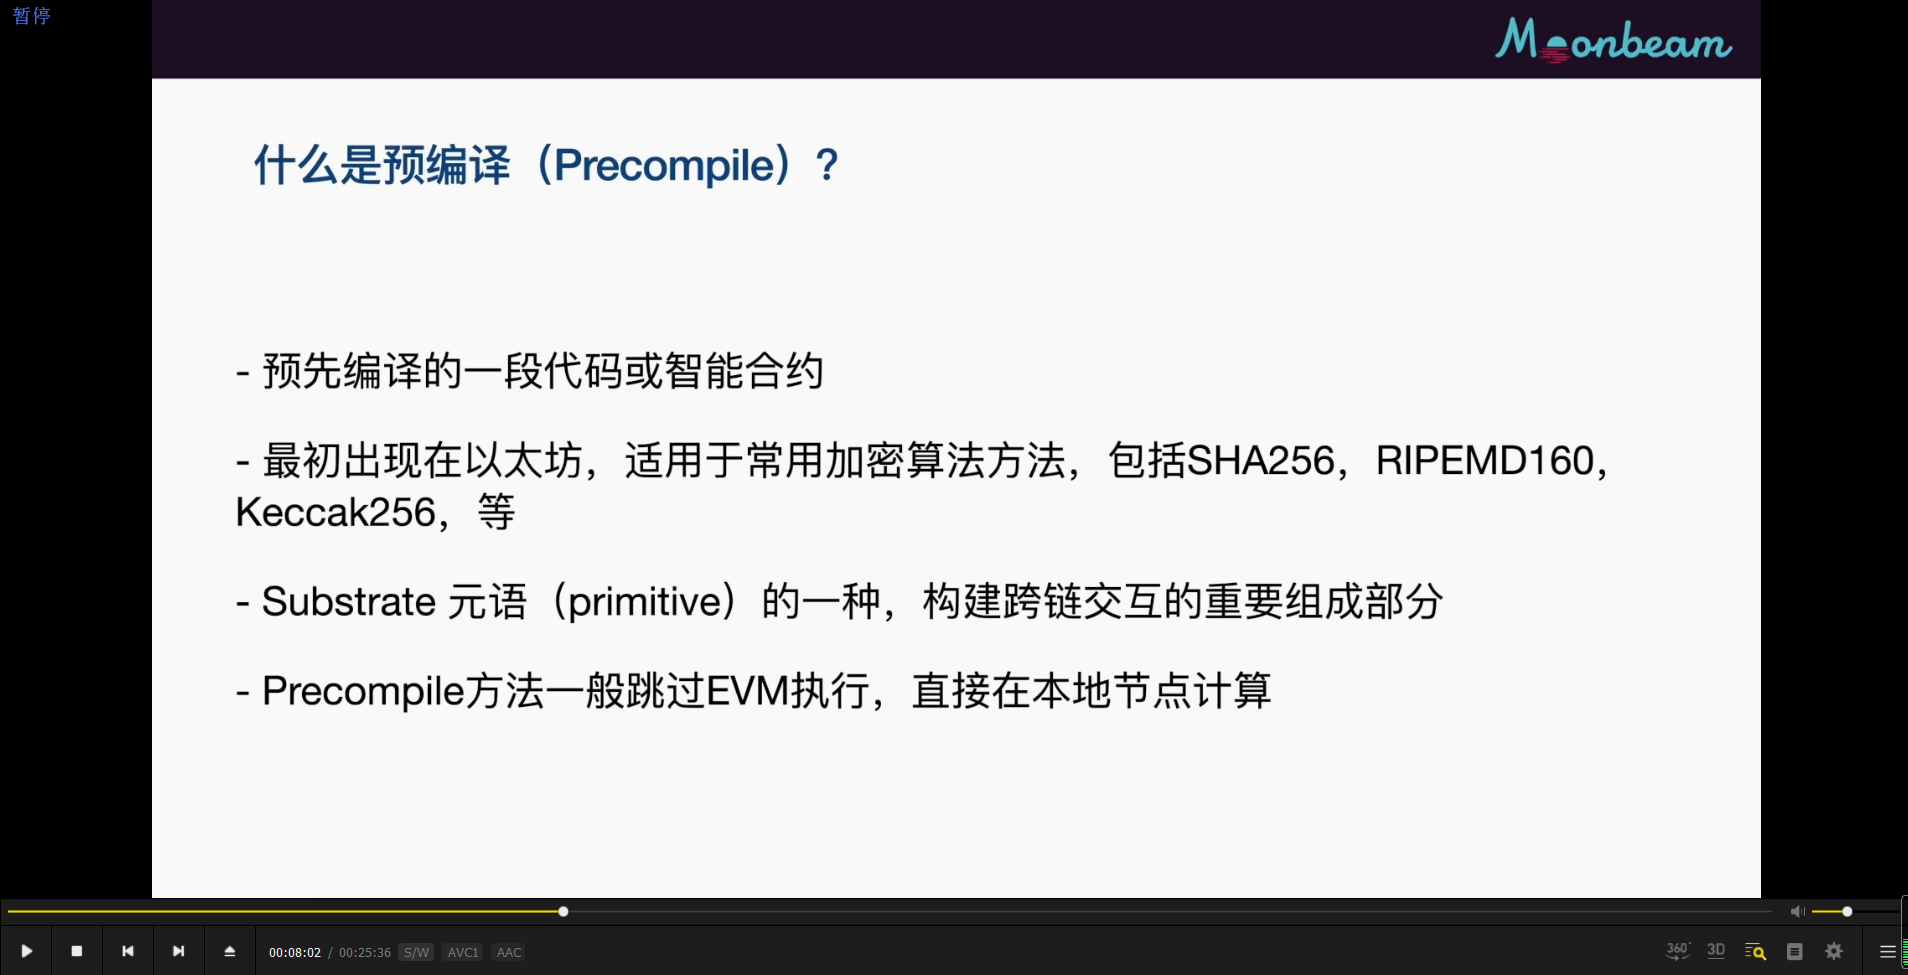 暂停
Moonbeam
什么是预编译（Precompile）?
- 预先编译的一段代码或智能合约
- 最初出现在以太坊，适用于常用加密算法方法，包括SHA256，RIPEMD160，
Keccak256，等
- Substrate 元语（primitive）的一种，构建跨链交互的重要组成部分
- Precompile方法一般跳过EVM执行，直接在本地节点计算
00:08:02 / 00:25:36 S/W AVC1 AAC
360° 3D